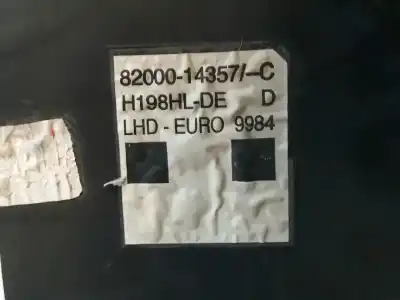 82000-14357/-C
H198HL-DE D
LHD - EURO 9984